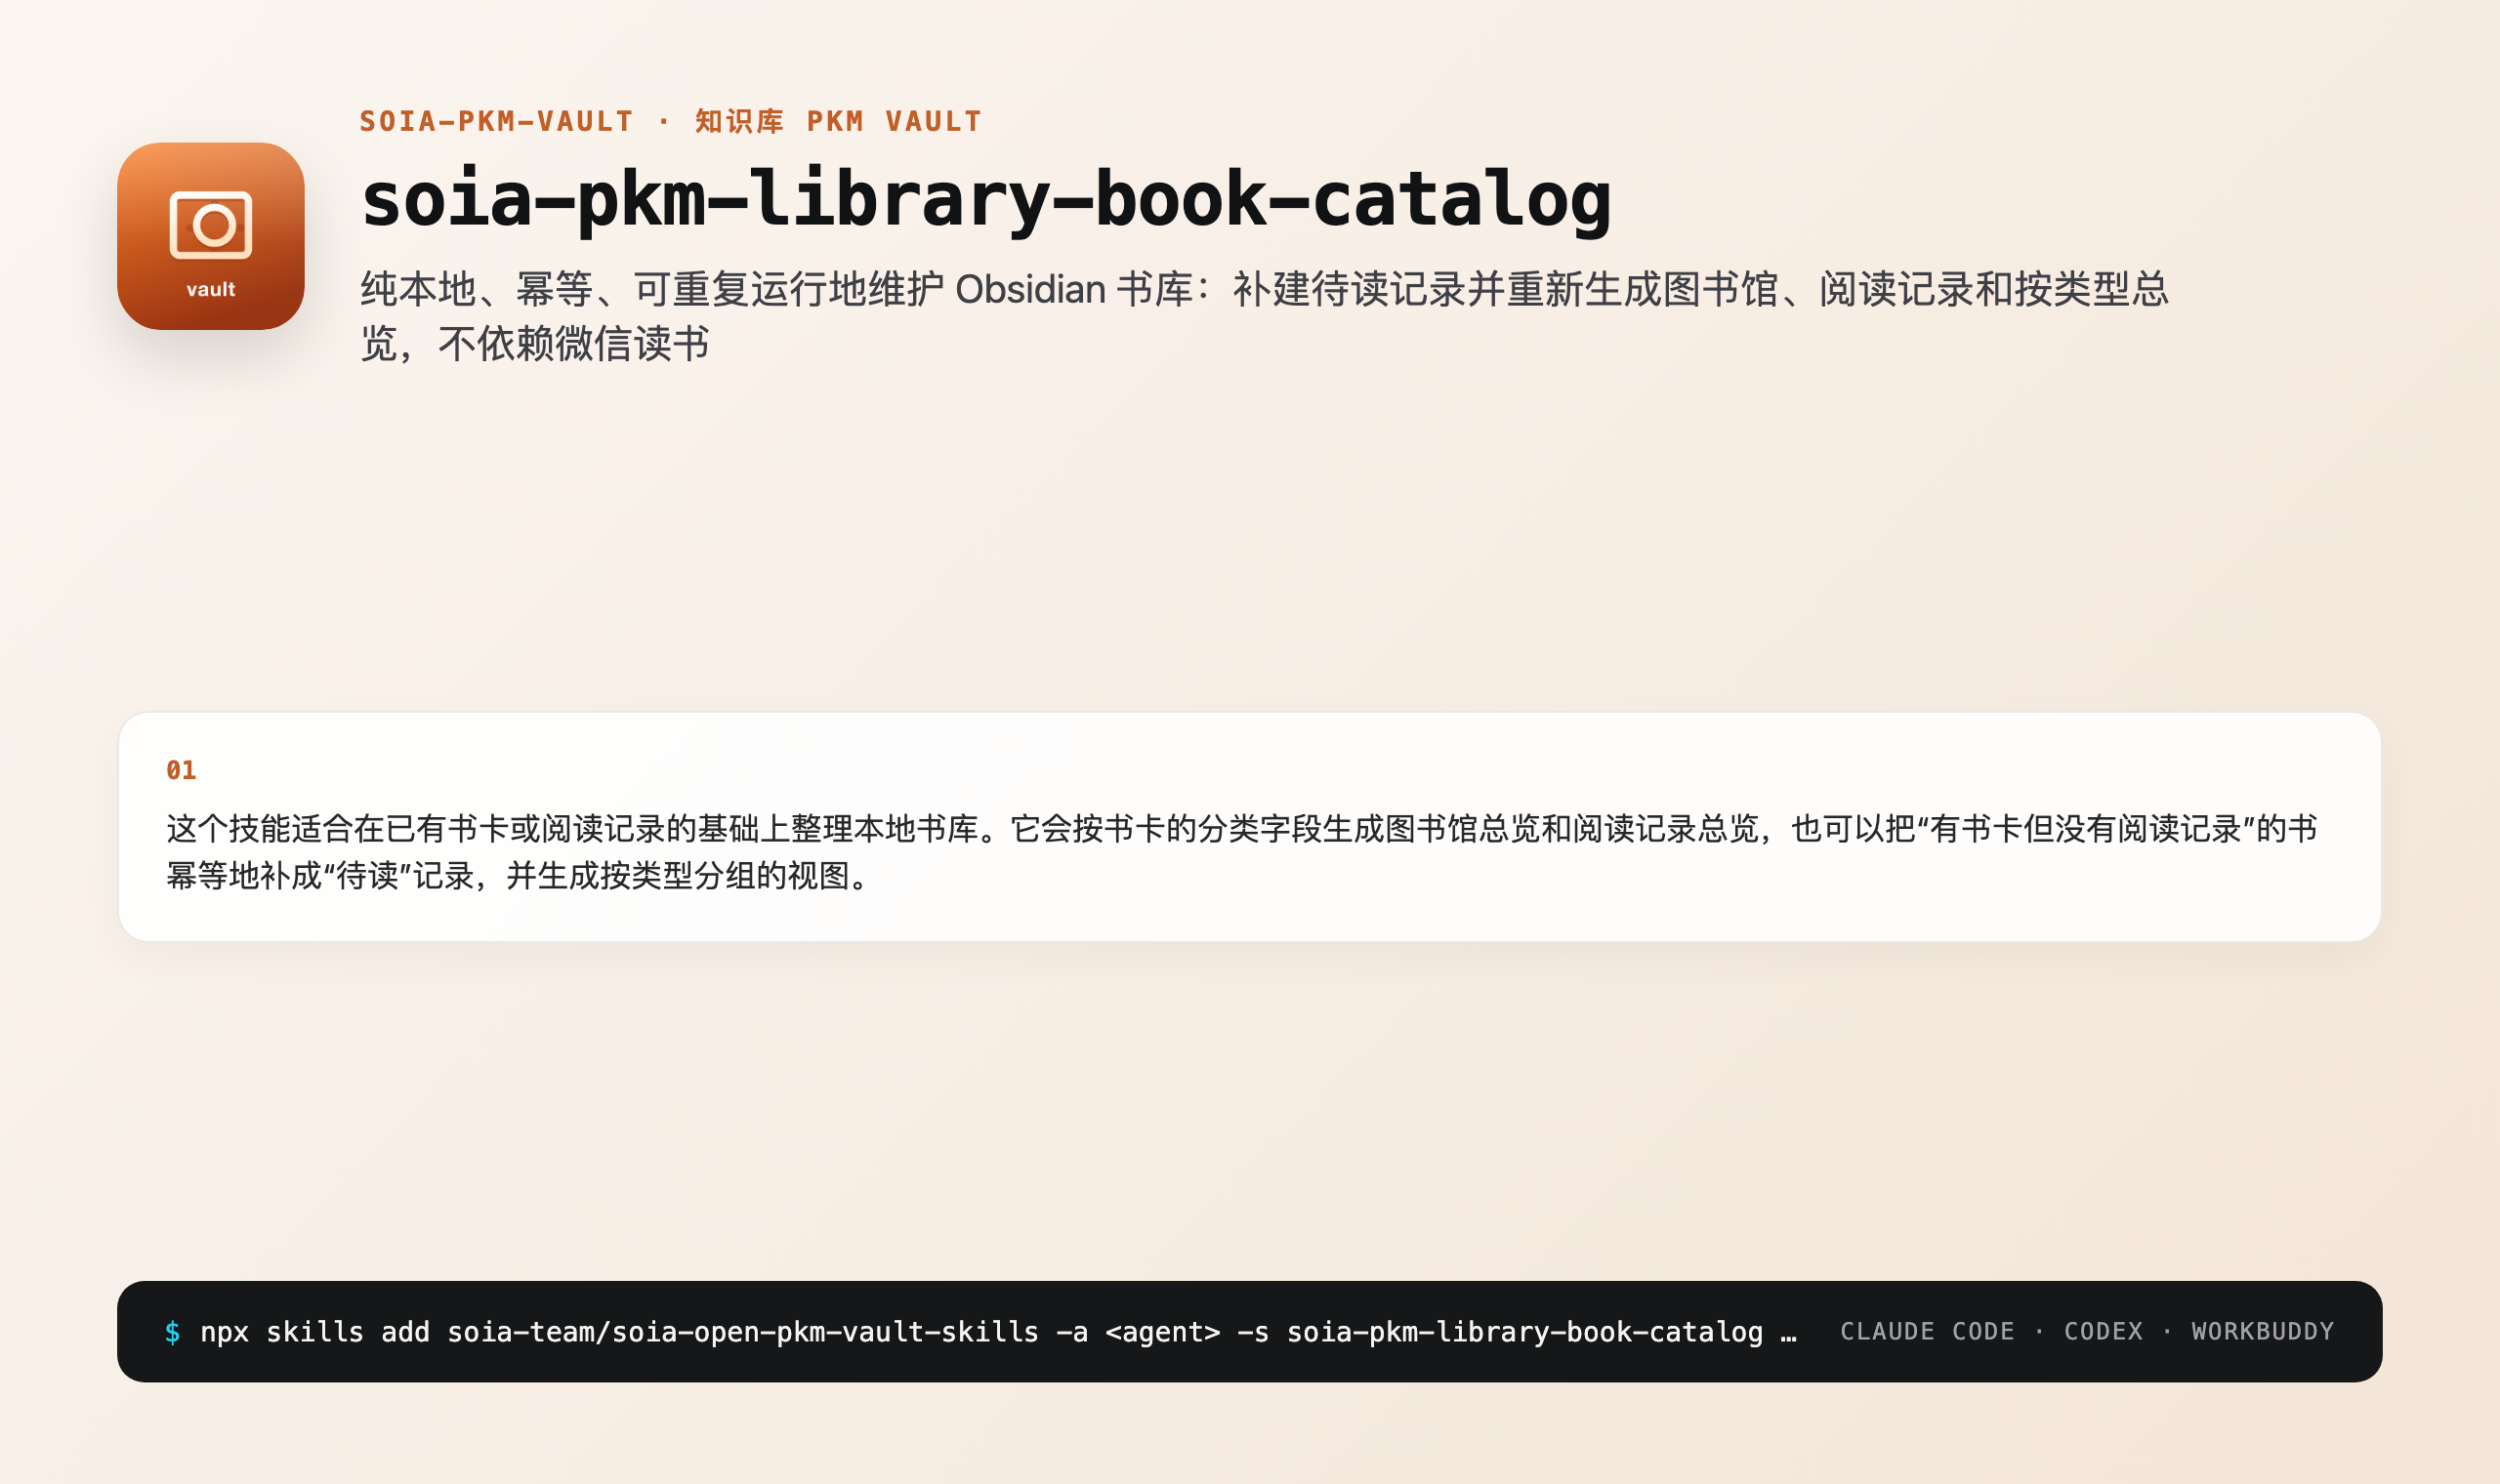 SOIA-PKM-VAULT · 知识库 PKM VAULT
soia-pkm-library-book-catalog
vault
纯本地、幂等、可重复运行地维护 Obsidian 书库：补建待读记录并重新生成图书馆、阅读记录和按类型总
览，不依赖微信读书
01
这个技能适合在已有书卡或阅读记录的基础上整理本地书库。它会按书卡的分类字段生成图书馆总览和阅读记录总览，也可以把“有书卡但没有阅读记录”的书
幂等地补成“待读”记录，并生成按类型分组的视图。
$ npx skills add soia-team/soia-open-pkm-vault-skills -a <agent> -s soia-pkm-library-book-catalog … CLAUDE CODE · CODEX · WORKBUDDY